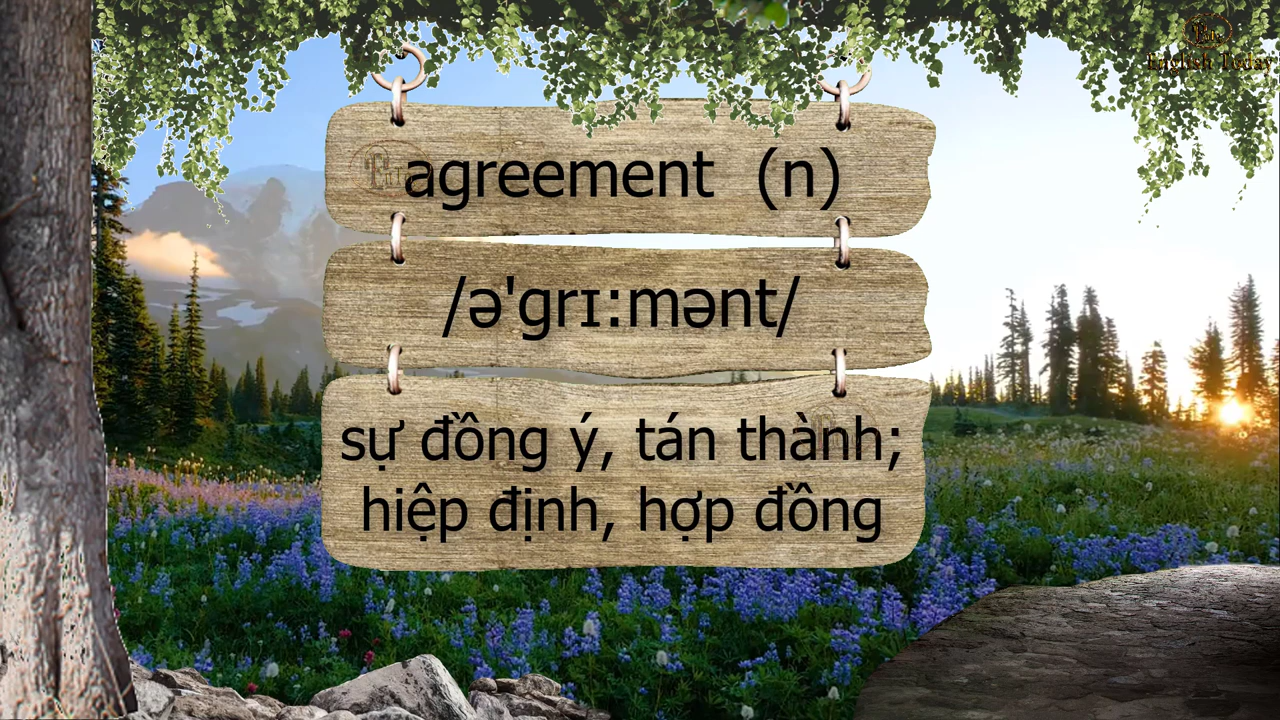 English Today
agreement (n)
/ə'grɪ:mənt/
sự đồng ý, tán thành;
hiệp định, hợp đồng